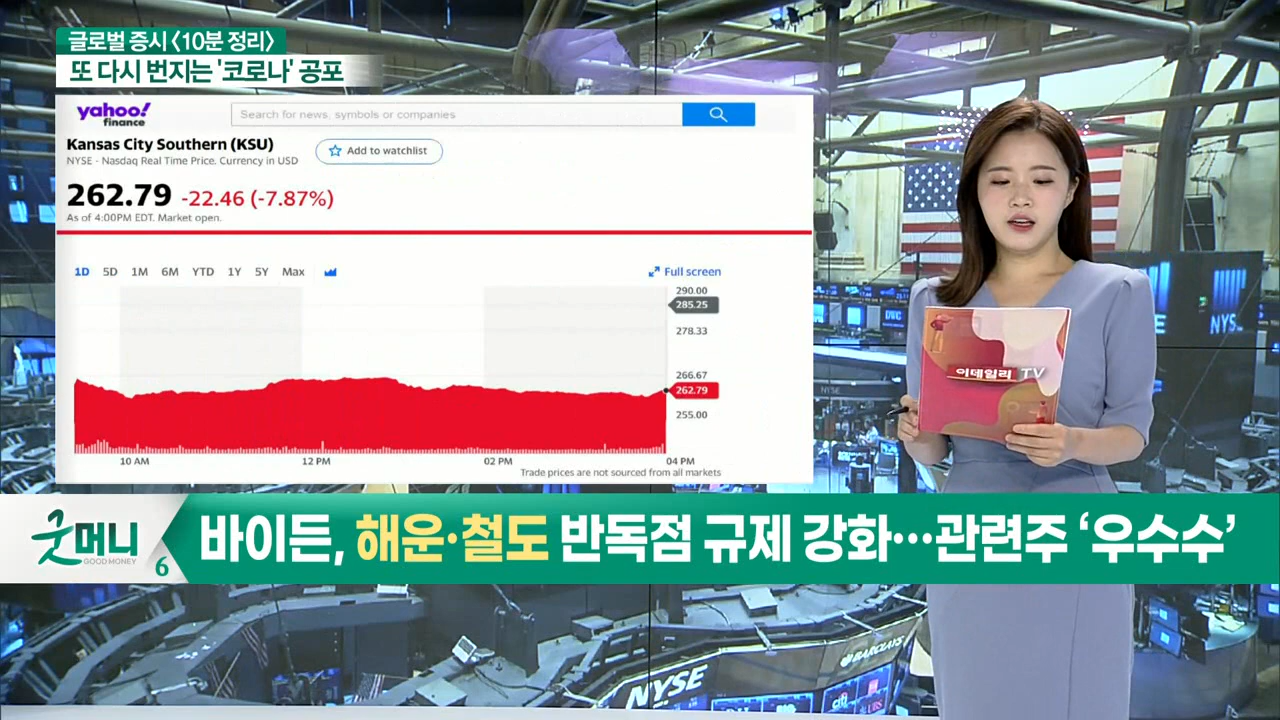 글로벌 증시 <10분 정리>
또 다시 번지는 '코로나' 공포
yahoo!
finance
Search for news, symbols or companies
Kansas City Southern (KSU)
NYSE - Nasdaq Real Time Price. Currency in USD
Add to watchlist
262.79 -22.46 (-7.87%)
As of 4:00PM EDT. Market open.
1D 5D 1M 6M YTD 1Y 5Y Max
Full screen
290.00
285.25
278.33
266.67
262.79
255.00
10 AM 12 PM 02 PM 04 PM
Trade prices are not sourced from all markets
이데일리 TV
NYS
굿머니
GOOD MONEY
6
바이든, 해운·철도 반독점 규제 강화…관련주 ‘우수수’
NYSE
BARCLAYS
citi
UBS